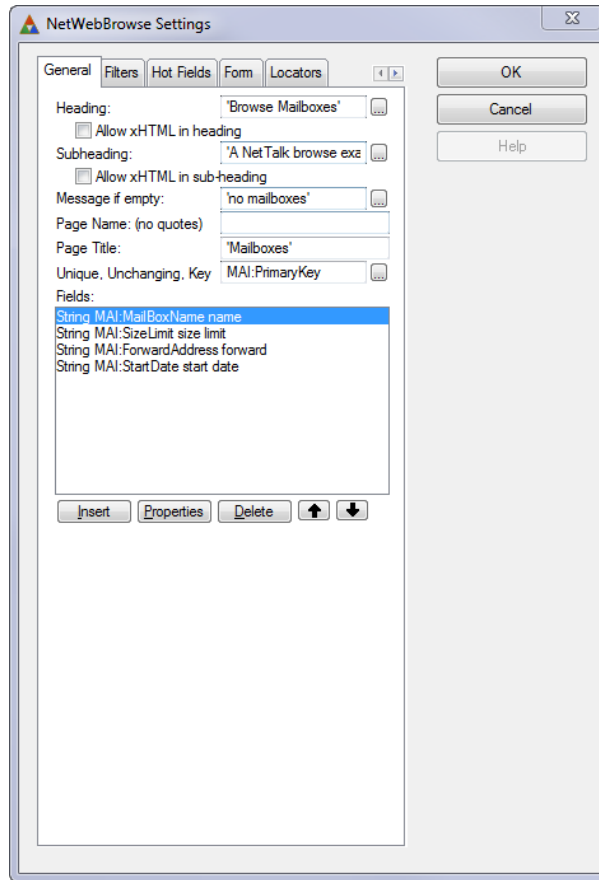 NetWebBrowse Settings
General Filters Hot Fields Form Locators
OK
Cancel
Help
Heading: 'Browse Mailboxes' ...
Allow xHTML in heading
Subheading: 'A NetTalk browse exa ...
Allow xHTML in sub-heading
Message if empty: 'no mailboxes' ...
Page Name: (no quotes)
Page Title: 'Mailboxes'
Unique, Unchanging, Key MAI:PrimaryKey ...
Fields:
String MAI:MailBoxName name
String MAI:SizeLimit size limit
String MAI:ForwardAddress forward
String MAI:StartDate start date
Insert Properties Delete